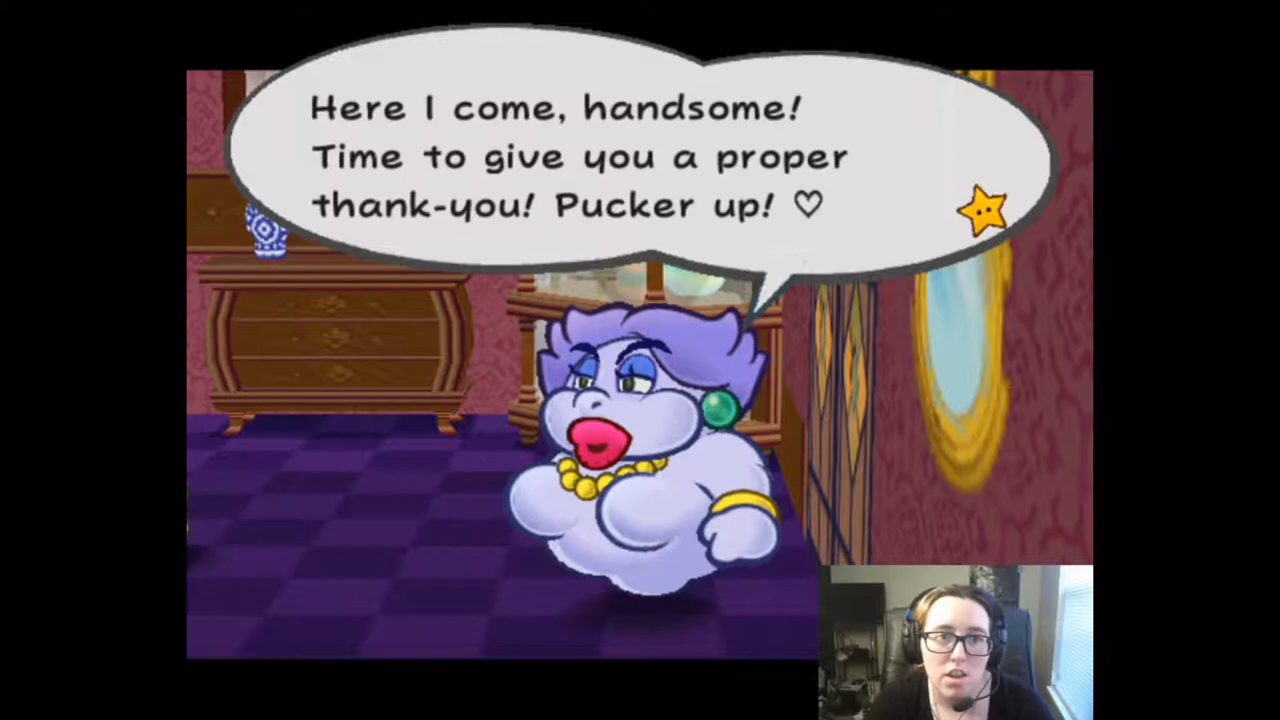 Here I come, handsome!
Time to give you a proper
thank-you! Pucker up! ♡